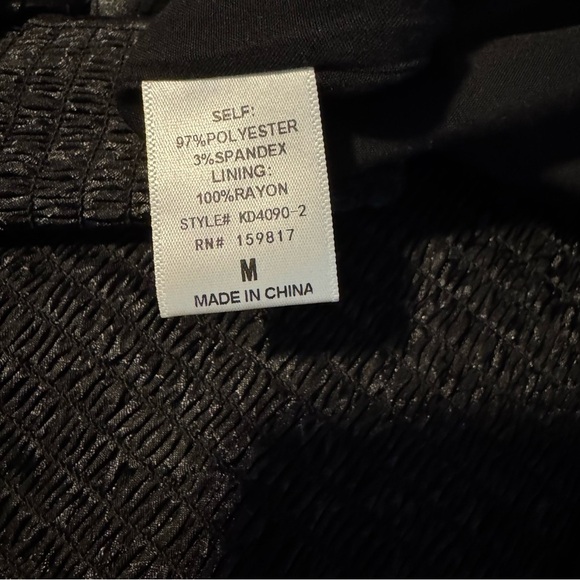 SELF:
97%POLYESTER
3%SPANDEX
LINING:
100%RAYON
STYLE# KD4090-2
RN# 159817
M
MADE IN CHINA